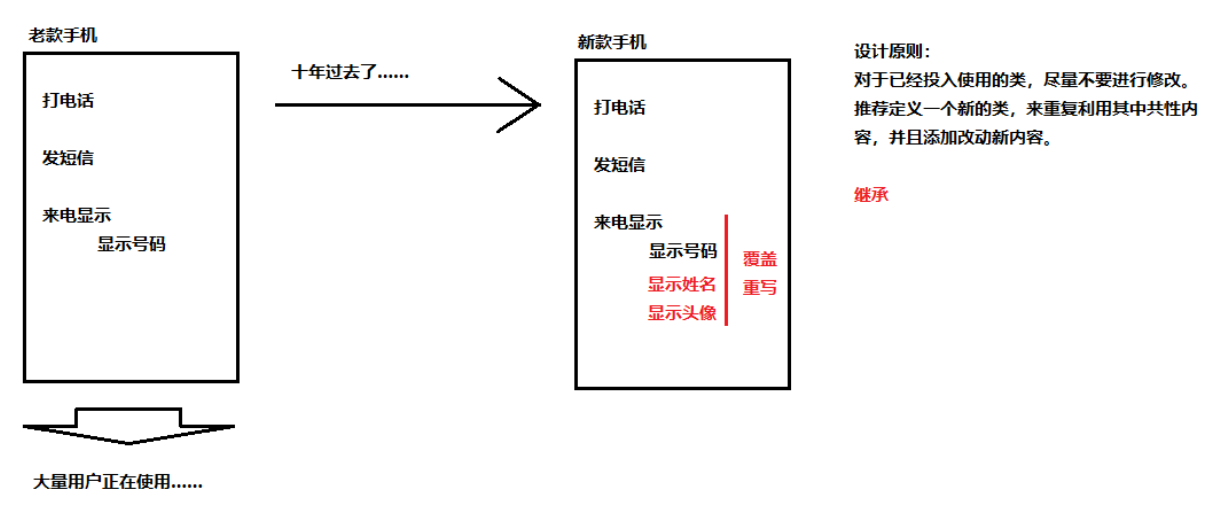 老款手机
打电话
发短信
来电显示
显示号码
大量用户正在使用......
十年过去了......
新款手机
打电话
发短信
来电显示
显示号码
显示姓名
显示头像
覆盖
重写
设计原则：
对于已经投入使用的类，尽量不要进行修改。
推荐定义一个新的类，来重复利用其中共性内
容，并且添加改动新内容。
继承